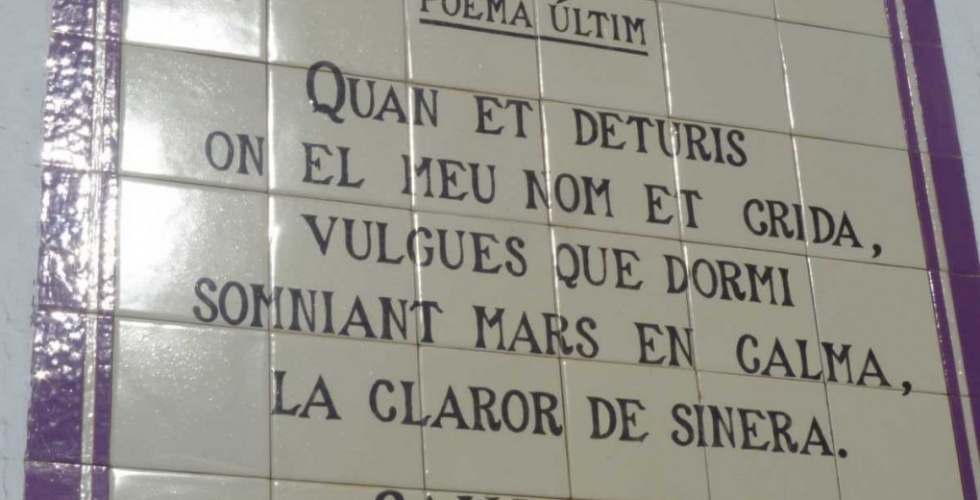 POEMA ÚLTIM
QUAN ET DETURIS
ON EL MEU NOM ET CRIDA,
VULGUES QUE DORMI
SOMNIANT MARS EN CALMA,
LA CLAROR DE SINERA.